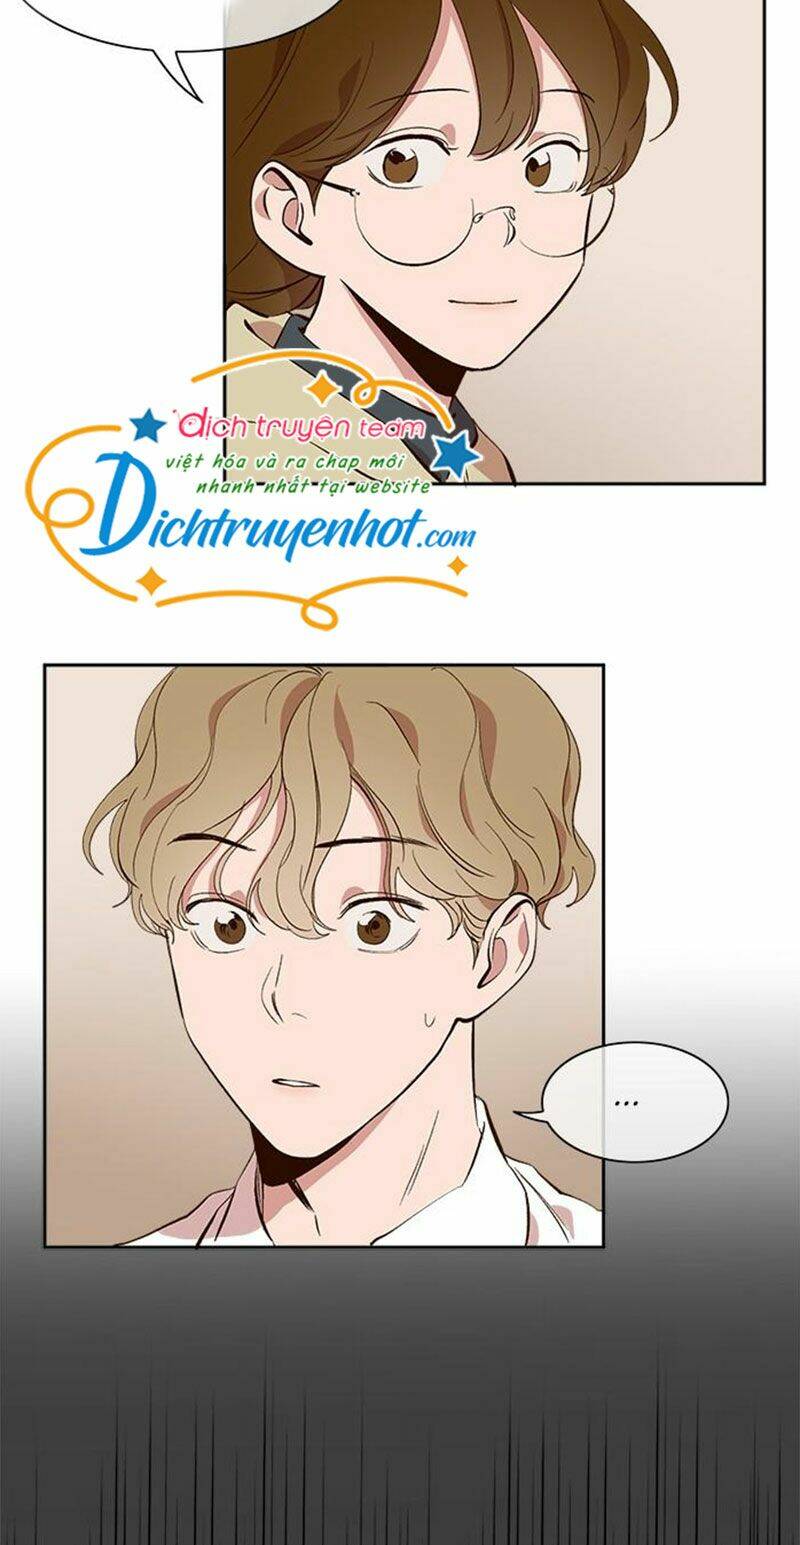 dịch truyện team
việt hóa và ra chap mới
nhanh nhất tại website
Dichtruyenhot.com
...